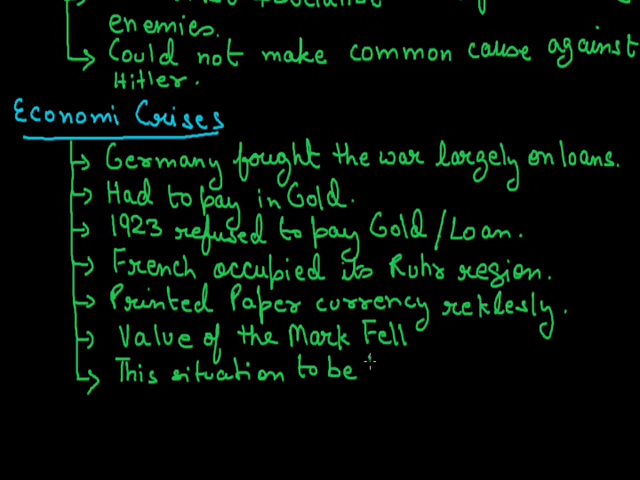 enemies.
Could not make common cause against
Hitler.
Economi Crises
Germany fought the war largely on loans.
Had to pay in Gold.
1923 refused to pay Gold/Loan.
French occupied its Ruhr region.
Printed Paper currency reklesly.
Value of the Mark Fell
This situation to be